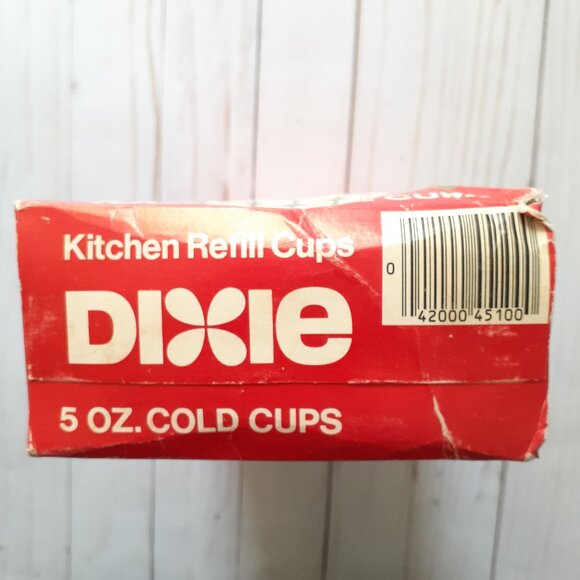 Kitchen Refill Cups
DIXIE
5 OZ. COLD CUPS
0
42000 45100